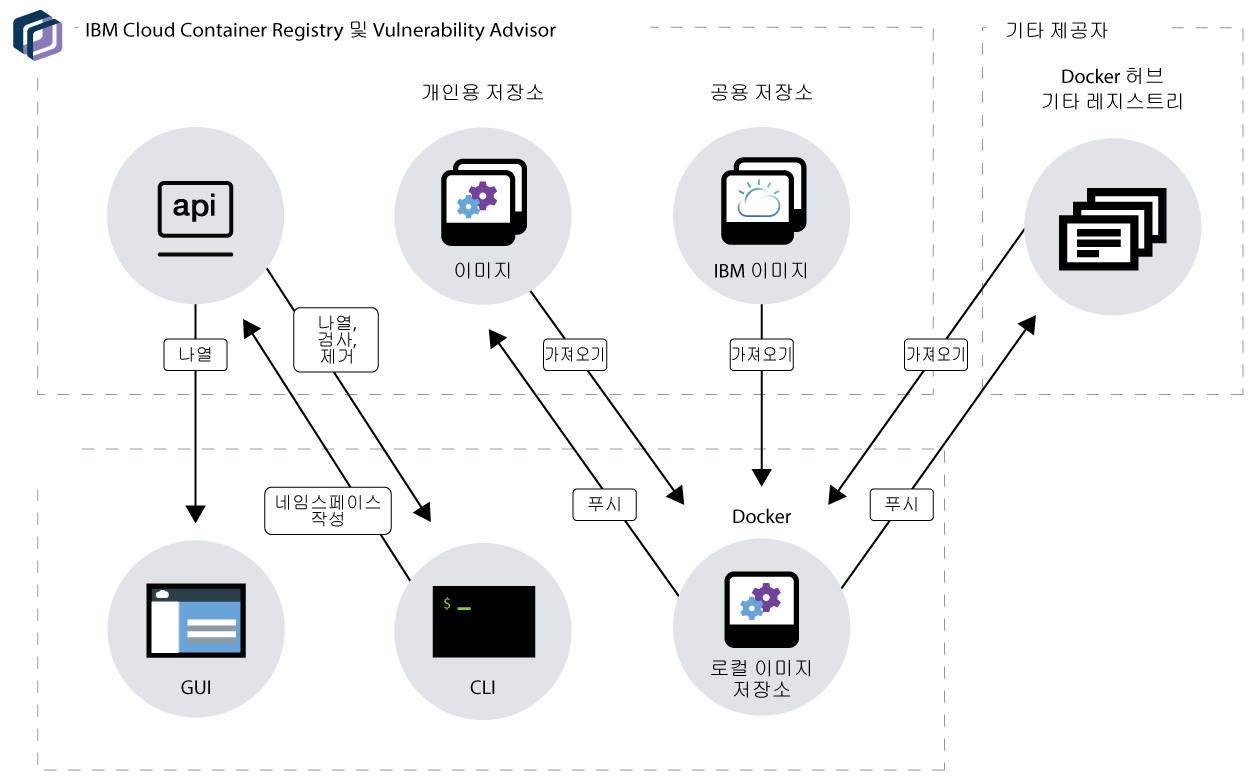 IBM Cloud Container Registry 및 Vulnerability Advisor
기타 제공자
개인용 저장소
공용 저장소
Docker 허브
기타 레지스트리
api
이미지
IBM 이미지
나열
나열,
검사,
제거
가져오기
가져오기
가져오기
네임스페이스
작성
푸시
푸시
Docker
$ _
GUI
CLI
로컬 이미지
저장소